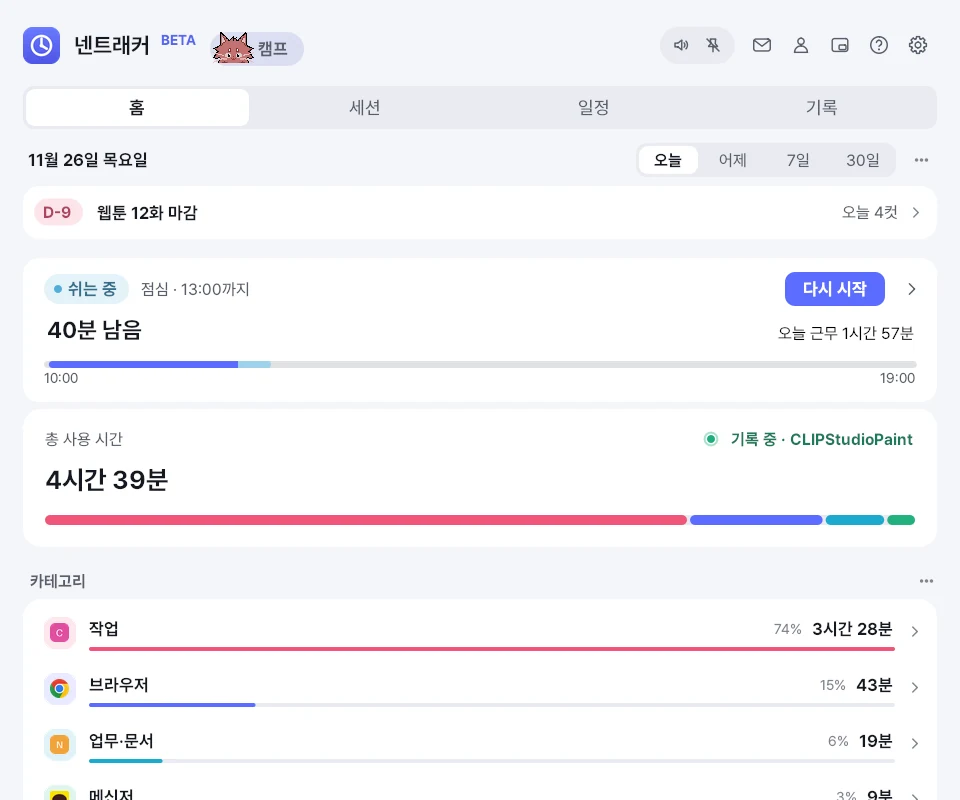 넨트래커 BETA 캠프
홈 세션 일정 기록
11월 26일 목요일 오늘 어제 7일 30일
D-9 웹툰 12화 마감 오늘 4컷
쉬는 중 점심 · 13:00까지 다시 시작
40분 남음 오늘 근무 1시간 57분
10:00 19:00
총 사용 시간 기록 중 · CLIPStudioPaint
4시간 39분
카테고리
C 작업 74% 3시간 28분
브라우저 15% 43분
N 업무·문서 6% 19분
메신저 3% 9분